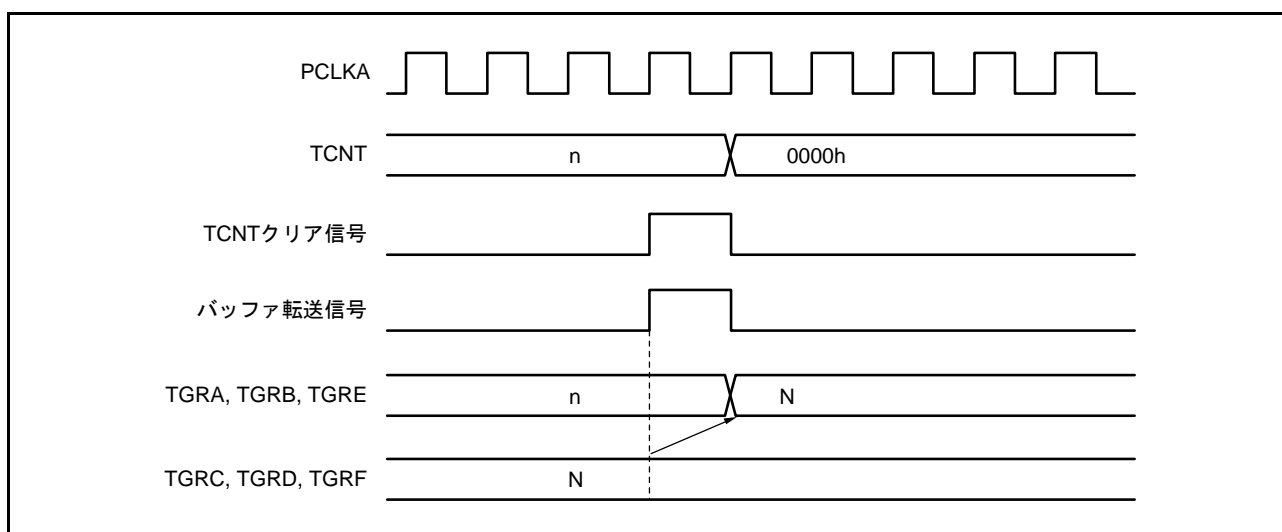 PCLKA
TCNT
n 0000h
TCNTクリア信号
バッファ転送信号
TGRA, TGRB, TGRE
n N
TGRC, TGRD, TGRF
N